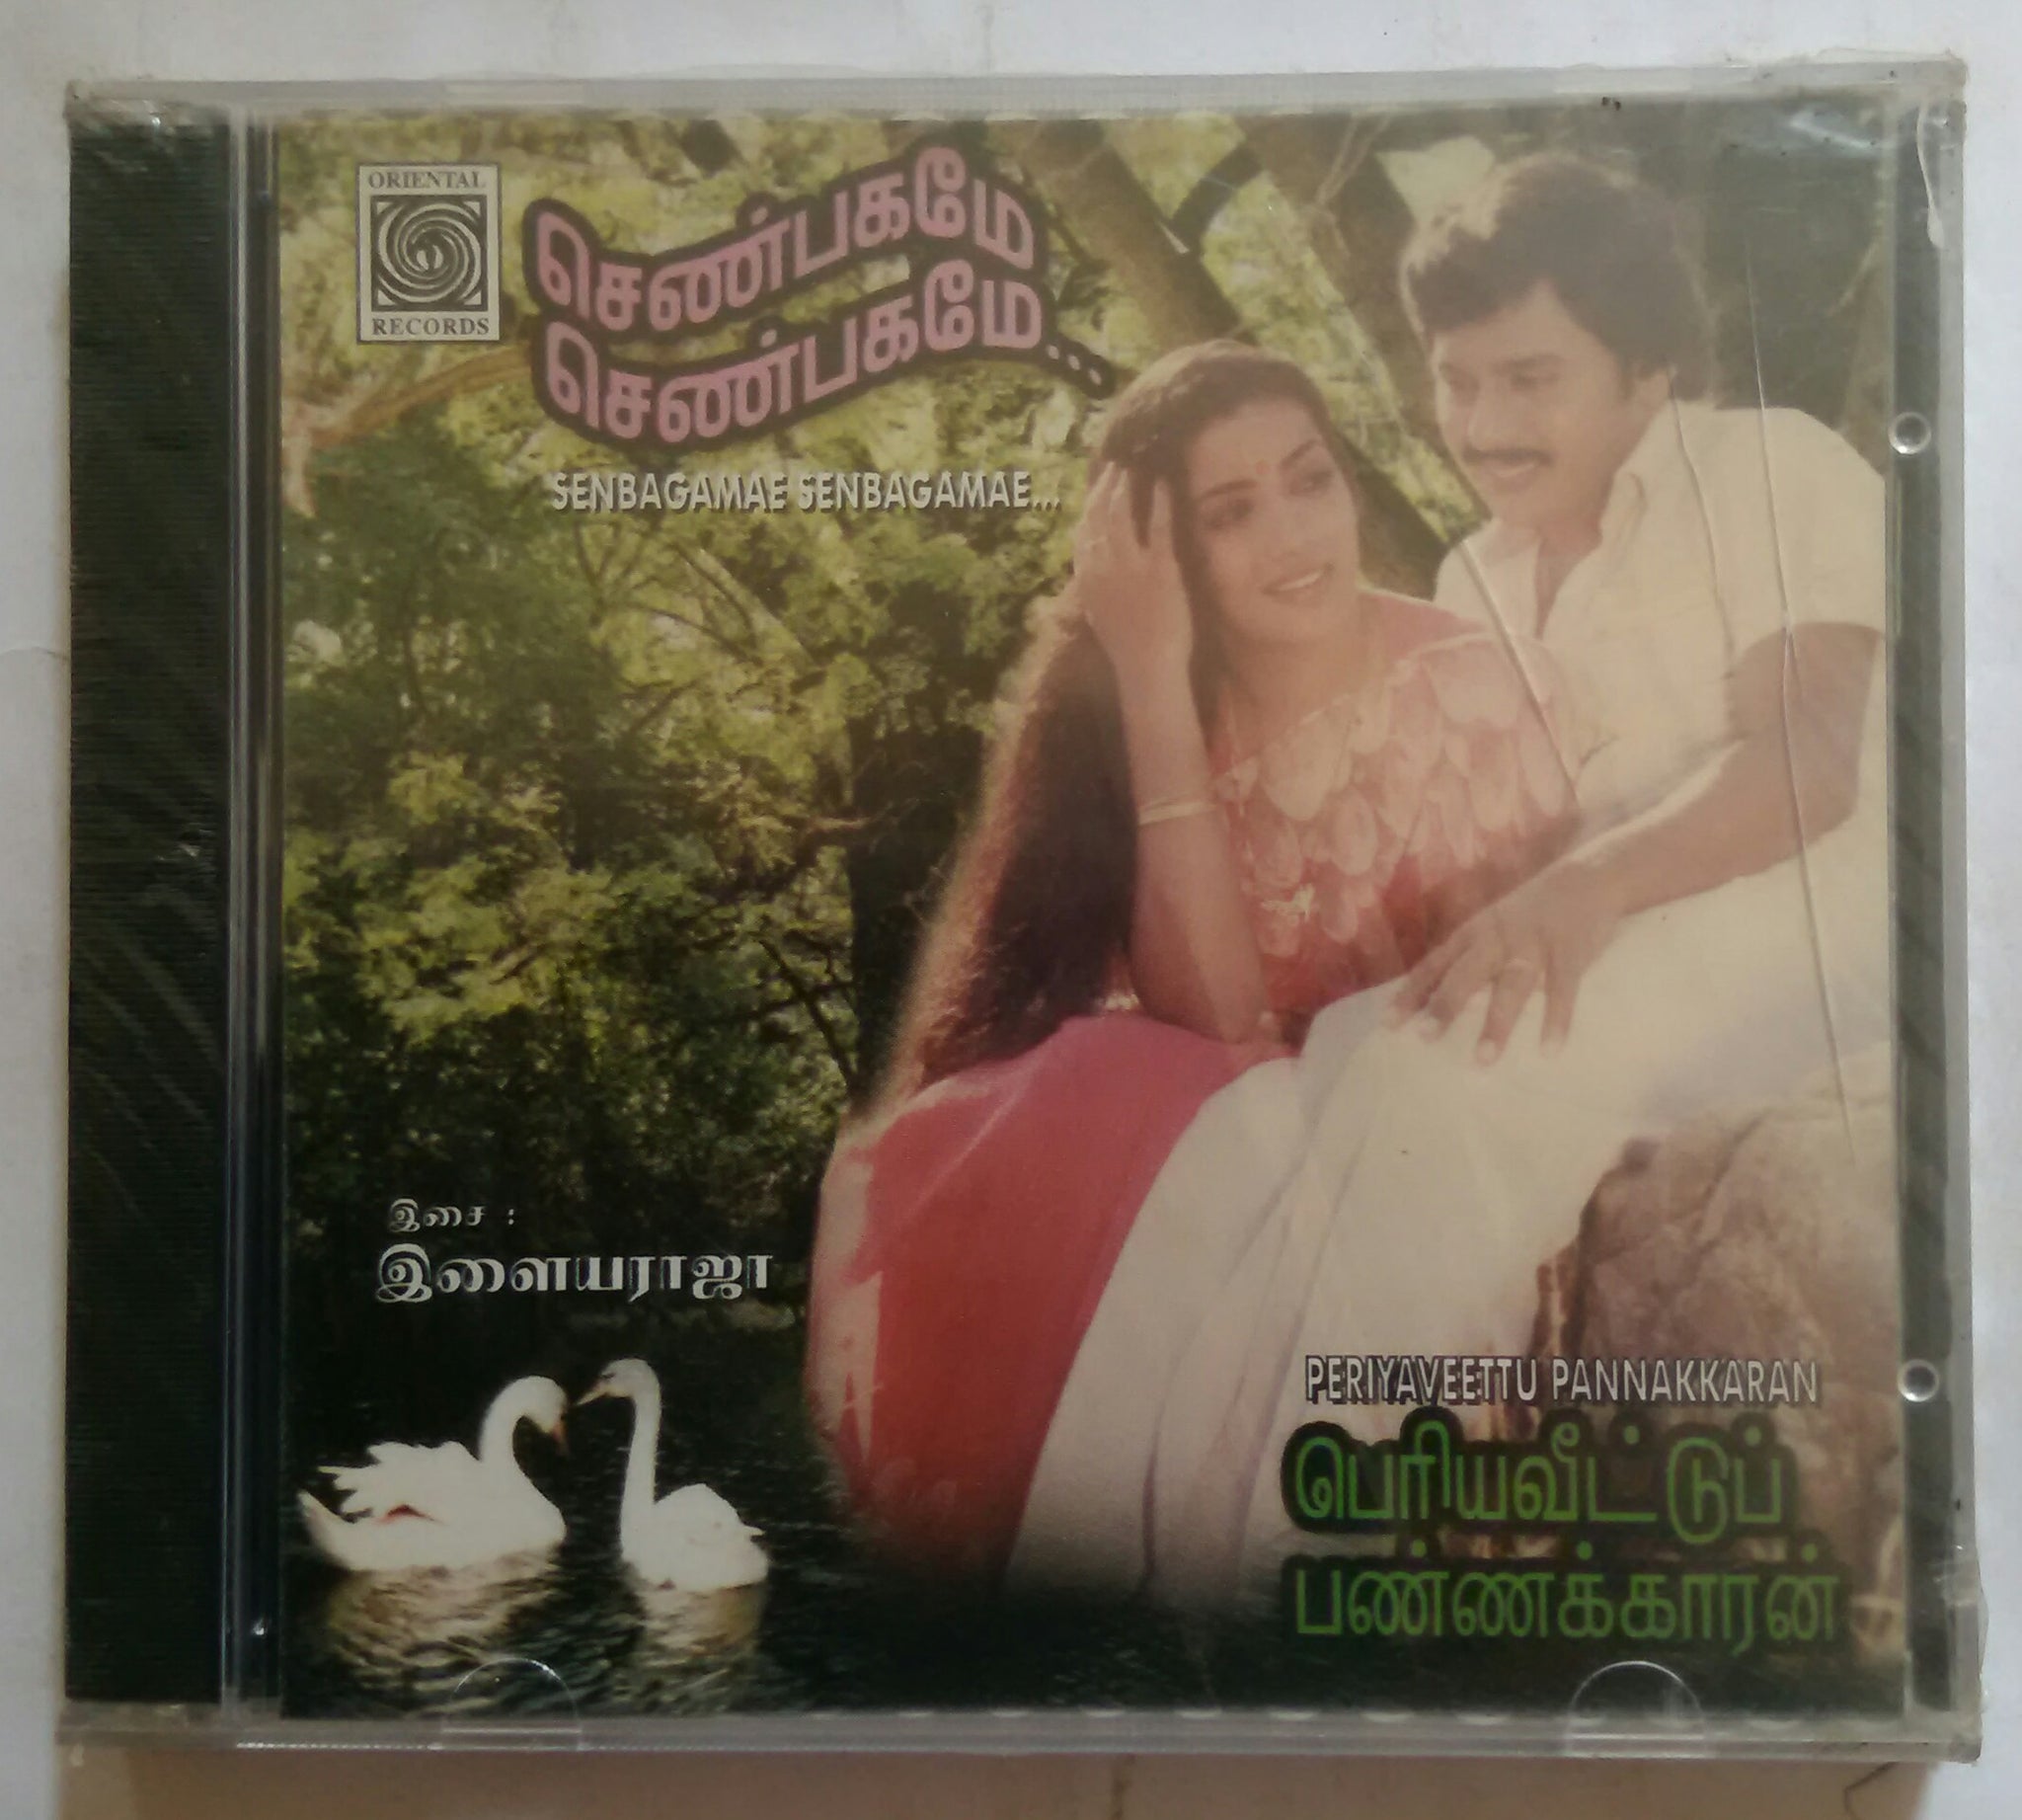 ORIENTAL
RECORDS
செண்பகமே
செண்பகமே...
SENBAGAMAE SENBAGAMAE...
இசை :
இளையராஜா
PERIYAVEETTU PANNAKKARAN
பெரியவீட்டுப்
பண்ணக்காரன்